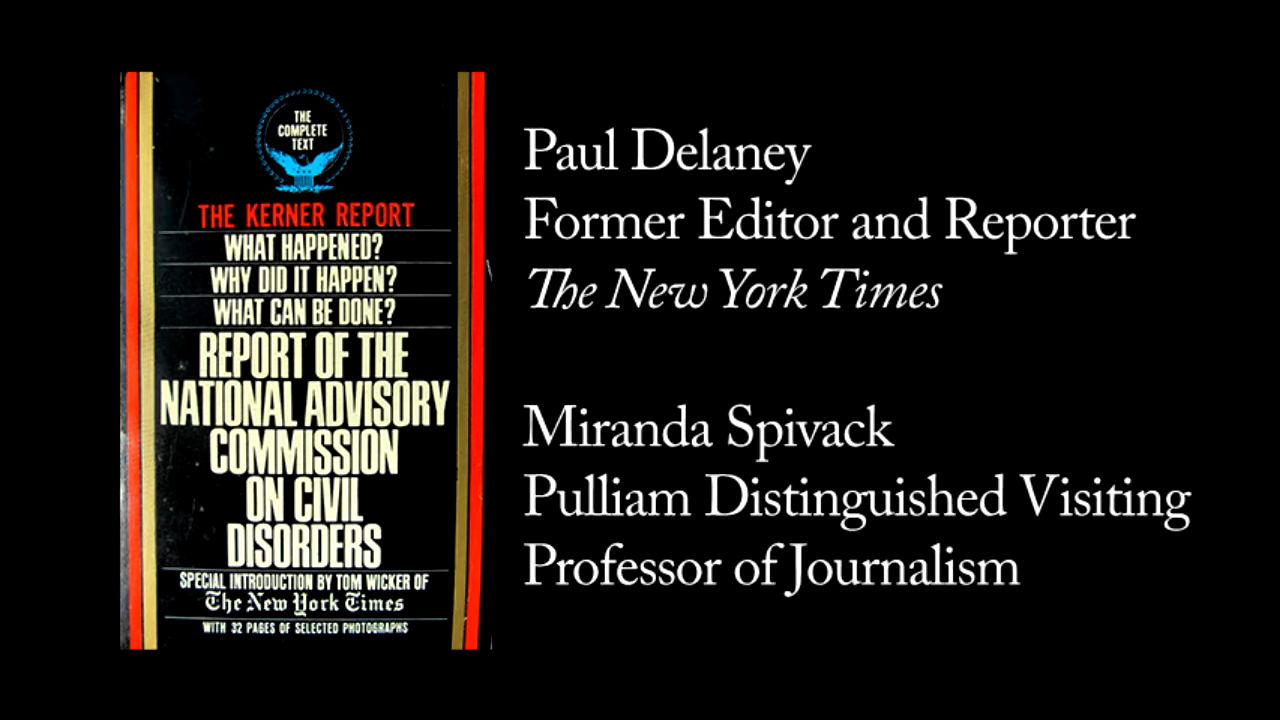 THE
COMPLETE
TEXT
THE KERNER REPORT
WHAT HAPPENED?
WHY DID IT HAPPEN?
WHAT CAN BE DONE?
REPORT OF THE
NATIONAL ADVISORY
COMMISSION
ON CIVIL
DISORDERS
SPECIAL INTRODUCTION BY TOM WICKER OF
The New York Times
WITH 32 PAGES OF SELECTED PHOTOGRAPHS
Paul Delaney
Former Editor and Reporter
The New York Times
Miranda Spivack
Pulliam Distinguished Visiting
Professor of Journalism